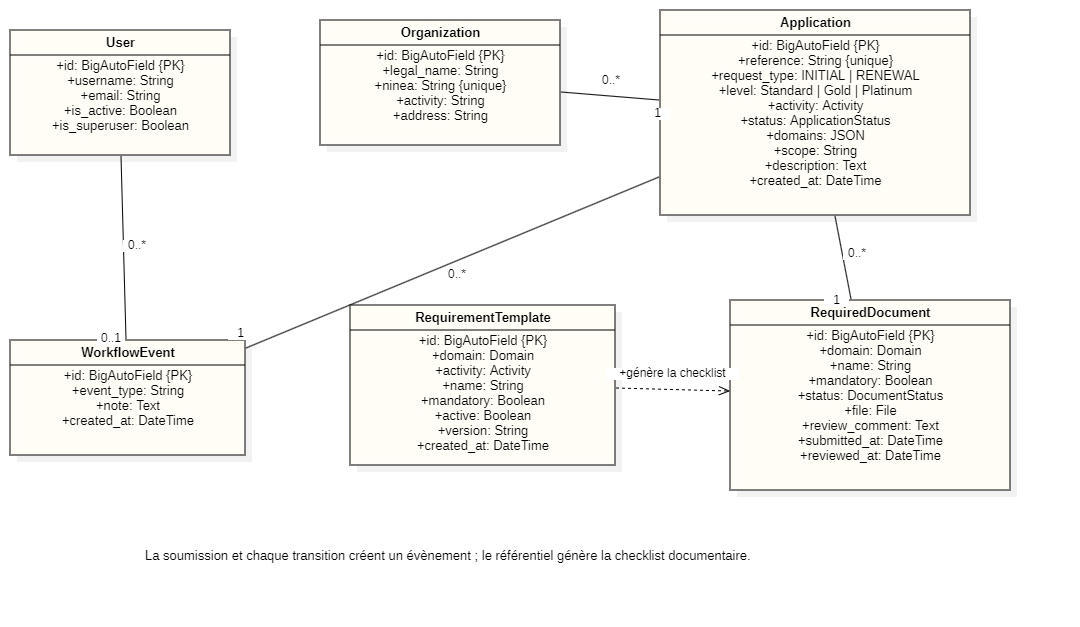 User
+id: BigAutoField {PK}
+username: String
+email: String
+is_active: Boolean
+is_superuser: Boolean
Organization
+id: BigAutoField {PK}
+legal_name: String
+ninea: String {unique}
+activity: String
+address: String
Application
+id: BigAutoField {PK}
+reference: String {unique}
+request_type: INITIAL | RENEWAL
+level: Standard | Gold | Platinum
+activity: Activity
+status: ApplicationStatus
+domains: JSON
+scope: String
+description: Text
+created_at: DateTime
0..*
1
0..*
0..1
0..*
1
0..*
1
WorkflowEvent
+id: BigAutoField {PK}
+event_type: String
+note: Text
+created_at: DateTime
RequirementTemplate
+id: BigAutoField {PK}
+domain: Domain
+activity: Activity
+name: String
+mandatory: Boolean
+active: Boolean
+version: String
+created_at: DateTime
+génère la checklist
RequiredDocument
+id: BigAutoField {PK}
+domain: Domain
+name: String
+mandatory: Boolean
+status: DocumentStatus
+file: File
+review_comment: Text
+submitted_at: DateTime
+reviewed_at: DateTime
La soumission et chaque transition créent un évènement ; le référentiel génère la checklist documentaire.